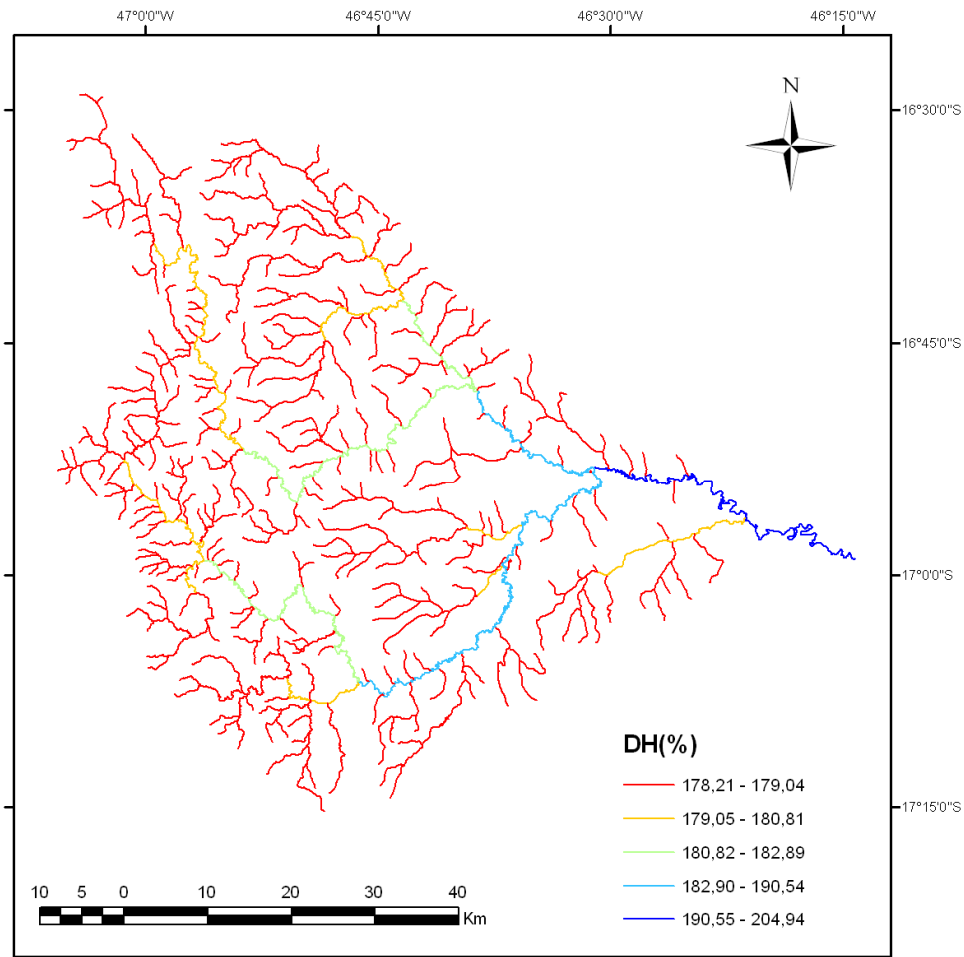 47°0'0"W 46°45'0"W 46°30'0"W 46°15'0"W
N
16°30'0"S
16°45'0"S
17°0'0"S
17°15'0"S
DH(%)
178,21 - 179,04
179,05 - 180,81
180,82 - 182,89
182,90 - 190,54
190,55 - 204,94
10 5 0 10 20 30 40
Km